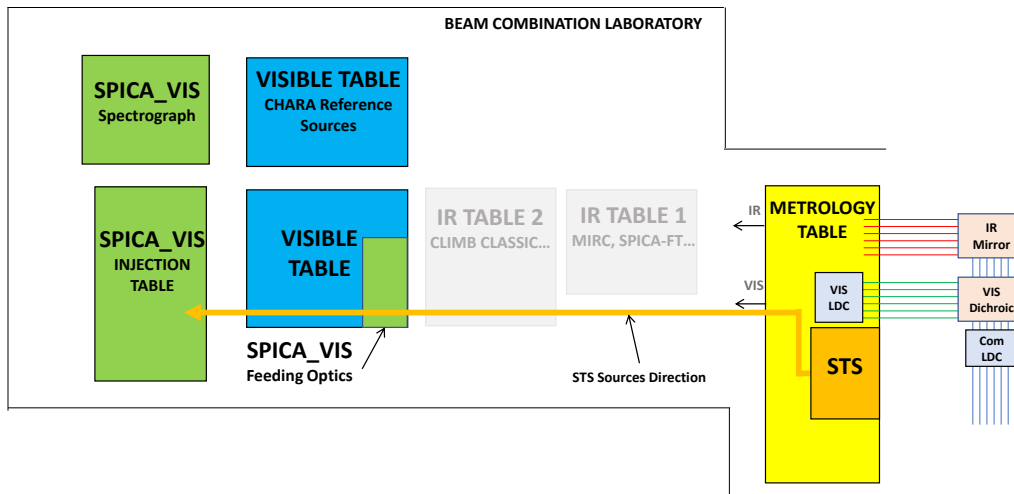 BEAM COMBINATION LABORATORY
SPICA_VIS
Spectrograph
VISIBLE TABLE
CHARA Reference
Sources
SPICA_VIS
INJECTION
TABLE
VISIBLE
TABLE
IR TABLE 2
CLIMB CLASSIC...
IR TABLE 1
MIRC, SPICA-FT...
IR
VIS
METROLOGY
TABLE
IR
Mirror
VIS
LDC
VIS
Dichroic
Com
LDC
STS
SPICA_VIS
Feeding Optics
STS Sources Direction